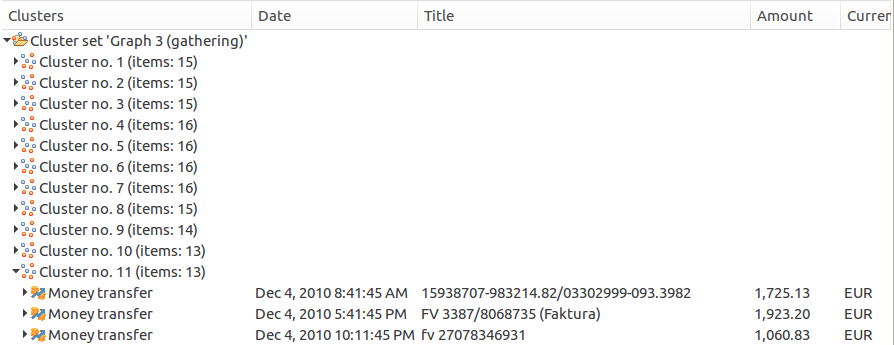 Clusters Date Title Amount Curren
Cluster set 'Graph 3 (gathering)'
Cluster no. 1 (items: 15)
Cluster no. 2 (items: 15)
Cluster no. 3 (items: 15)
Cluster no. 4 (items: 16)
Cluster no. 5 (items: 16)
Cluster no. 6 (items: 16)
Cluster no. 7 (items: 16)
Cluster no. 8 (items: 15)
Cluster no. 9 (items: 14)
Cluster no. 10 (items: 13)
Cluster no. 11 (items: 13)
Money transfer Dec 4, 2010 8:41:45 AM 15938707-983214.82/03302999-093.3982 1,725.13 EUR
Money transfer Dec 4, 2010 5:41:45 PM FV 3387/8068735 (Faktura) 1,923.20 EUR
Money transfer Dec 4, 2010 10:11:45 PM fv 27078346931 1,060.83 EUR